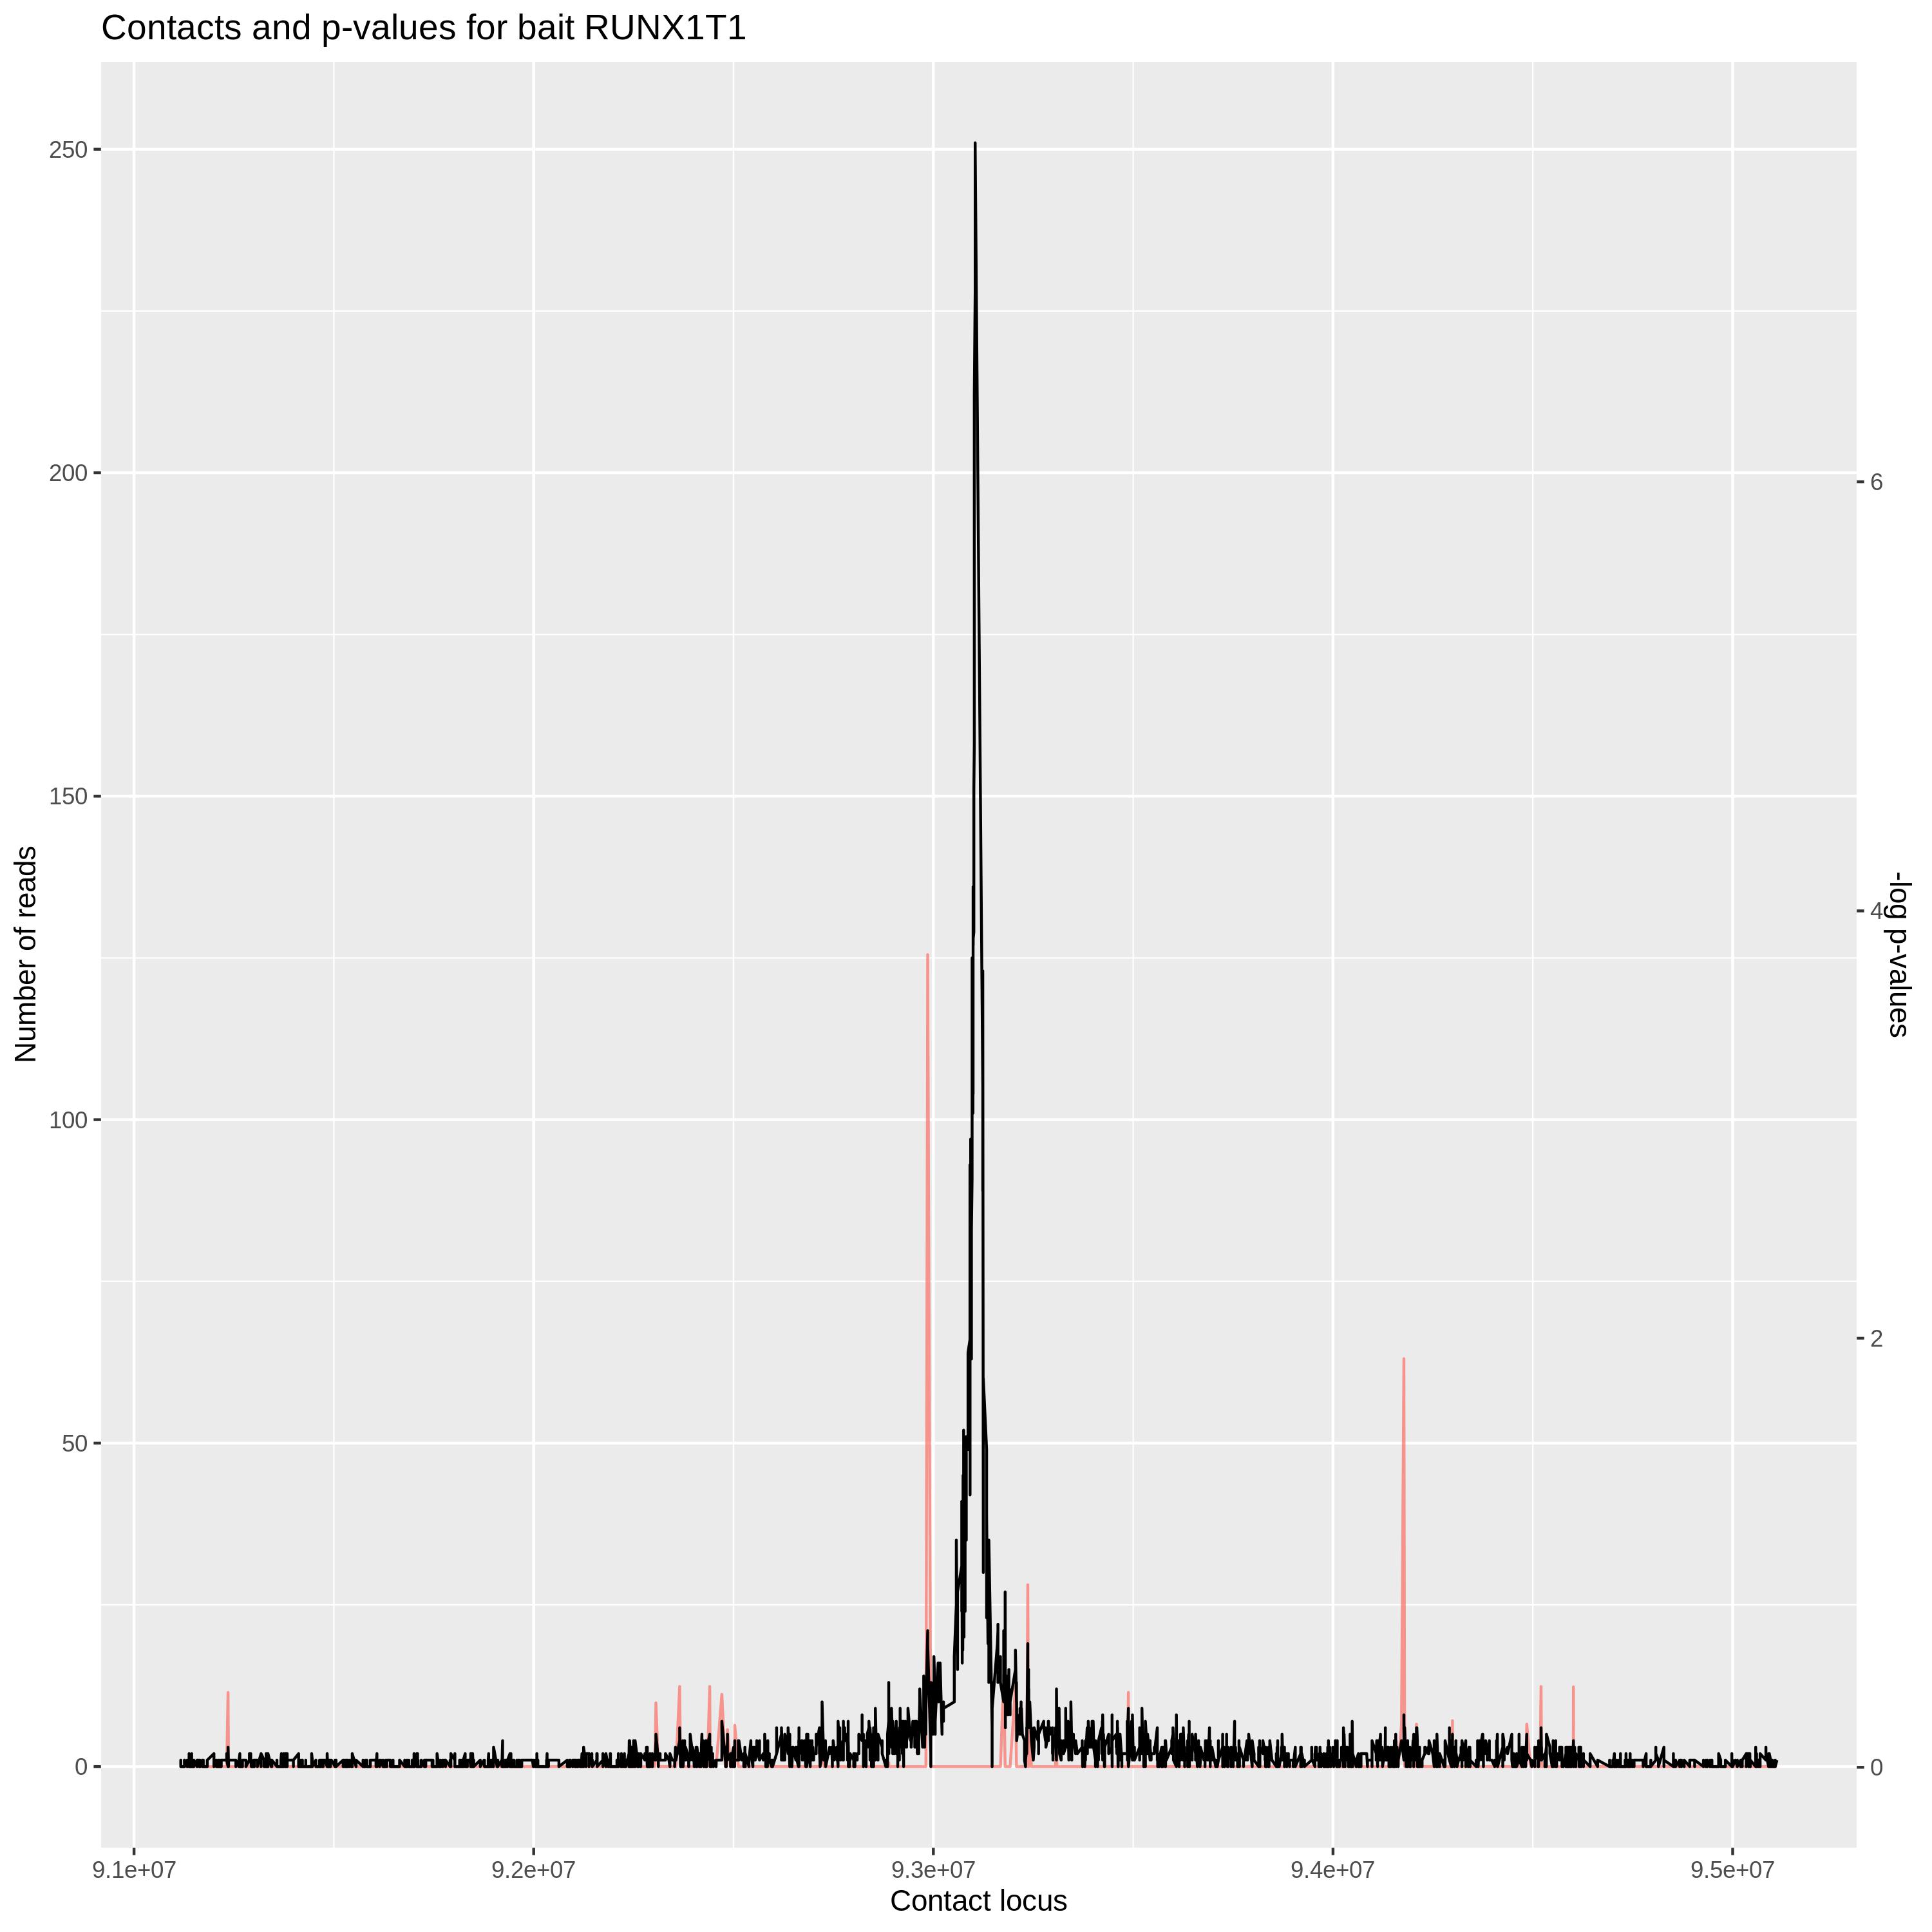 Contacts and p-values for bait RUNX1T1
250
200
150
100
50
0
Number of reads
6
4
2
0
-log p-values
9.1e+07 9.2e+07 9.3e+07 9.4e+07 9.5e+07
Contact locus